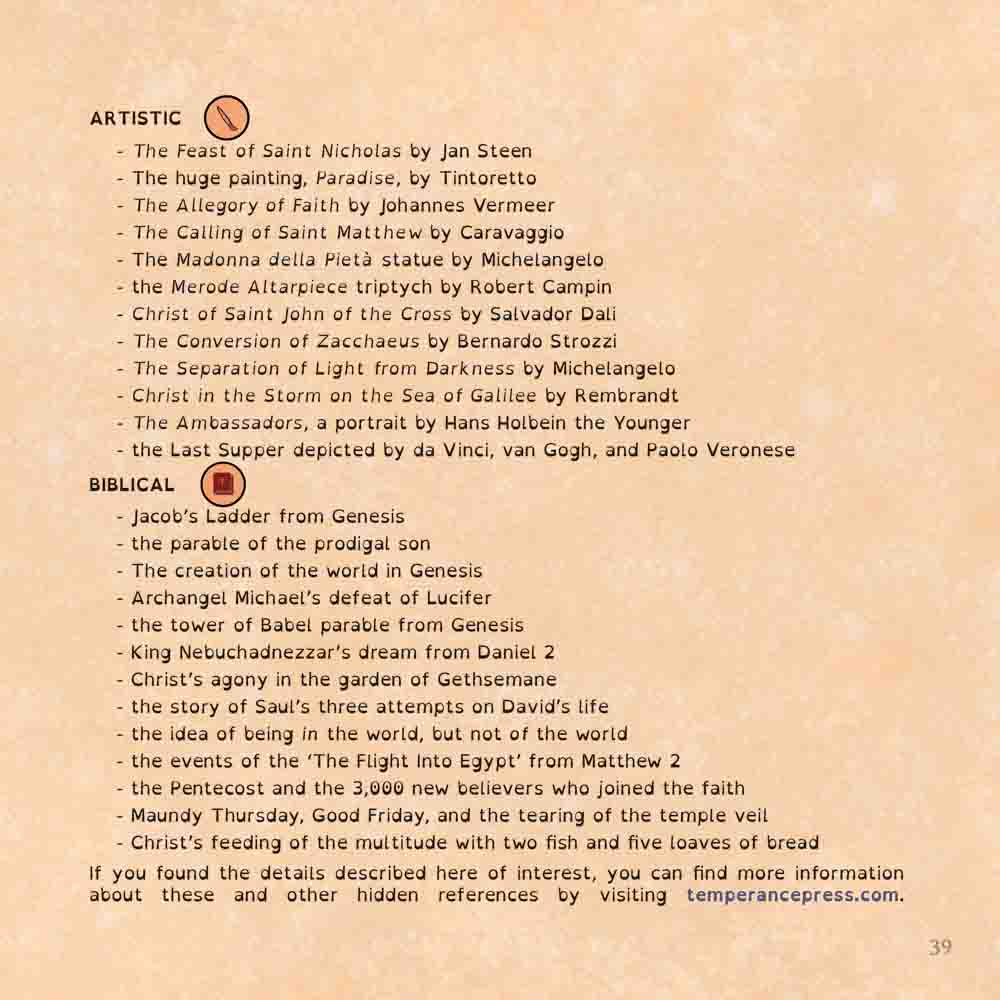 ARTISTIC
- The Feast of Saint Nicholas by Jan Steen
- The huge painting, Paradise, by Tintoretto
- The Allegory of Faith by Johannes Vermeer
- The Calling of Saint Matthew by Caravaggio
- The Madonna della Pietà statue by Michelangelo
- the Merode Altarpiece triptych by Robert Campin
- Christ of Saint John of the Cross by Salvador Dali
- The Conversion of Zacchaeus by Bernardo Strozzi
- The Separation of Light from Darkness by Michelangelo
- Christ in the Storm on the Sea of Galilee by Rembrandt
- The Ambassadors, a portrait by Hans Holbein the Younger
- the Last Supper depicted by da Vinci, van Gogh, and Paolo Veronese
BIBLICAL
- Jacob's Ladder from Genesis
- the parable of the prodigal son
- The creation of the world in Genesis
- Archangel Michael's defeat of Lucifer
- the tower of Babel parable from Genesis
- King Nebuchadnezzar's dream from Daniel 2
- Christ's agony in the garden of Gethsemane
- the story of Saul's three attempts on David's life
- the idea of being in the world, but not of the world
- the events of the 'The Flight Into Egypt' from Matthew 2
- the Pentecost and the 3,000 new believers who joined the faith
- Maundy Thursday, Good Friday, and the tearing of the temple veil
- Christ's feeding of the multitude with two fish and five loaves of bread
If you found the details described here of interest, you can find more information
about these and other hidden references by visiting temperancepress.com.
39